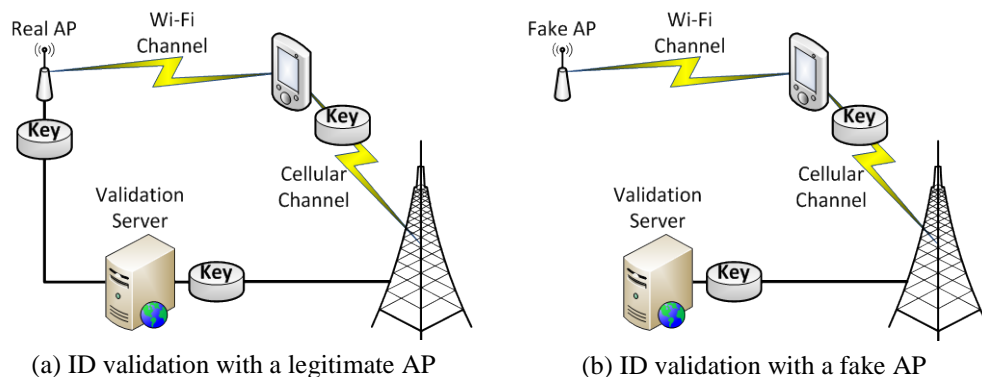 Real AP
Wi-Fi
Channel
Key
Key
Cellular
Channel
Validation
Server
Key
(a) ID validation with a legitimate AP
Fake AP
Wi-Fi
Channel
Key
Cellular
Channel
Validation
Server
Key
(b) ID validation with a fake AP